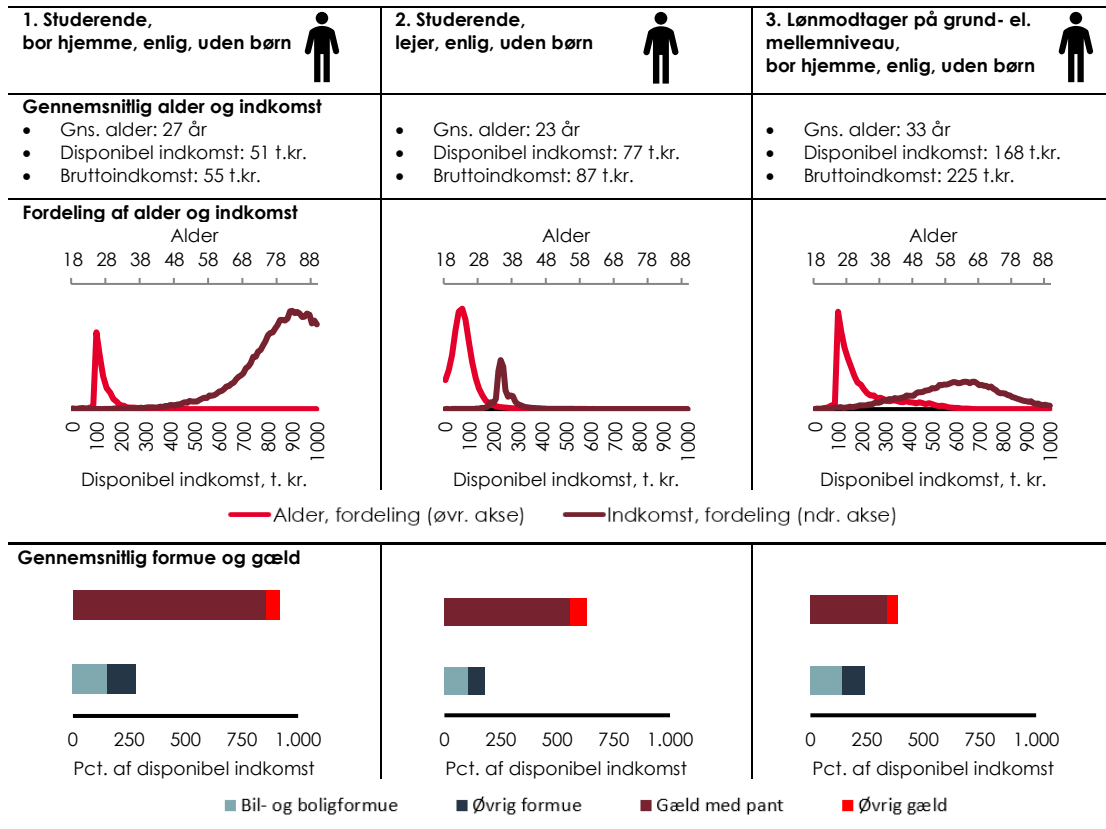 1. Studerende,
bor hjemme, enlig, uden børn
2. Studerende,
lejer, enlig, uden børn
3. Lønmodtager på grund- el.
mellemniveau,
bor hjemme, enlig, uden børn
Gennemsnitlig alder og indkomst
• Gns. alder: 27 år
• Disponibel indkomst: 51 t.kr.
• Bruttoindkomst: 55 t.kr.
• Gns. alder: 23 år
• Disponibel indkomst: 77 t.kr.
• Bruttoindkomst: 87 t.kr.
• Gns. alder: 33 år
• Disponibel indkomst: 168 t.kr.
• Bruttoindkomst: 225 t.kr.
Fordeling af alder og indkomst
Alder
18 28 38 48 58 68 78 88
0 100 200 300 400 500 600 700 800 900 1000
Disponibel indkomst, t. kr.
Alder
18 28 38 48 58 68 78 88
0 100 200 300 400 500 600 700 800 900 1000
Disponibel indkomst, t. kr.
Alder
18 28 38 48 58 68 78 88
0 100 200 300 400 500 600 700 800 900 1000
Disponibel indkomst, t. kr.
Alder, fordeling (øvr. akse) Indkomst, fordeling (ndr. akse)
Gennemsnitlig formue og gæld
0 250 500 750 1.000
Pct. af disponibel indkomst
0 250 500 750 1.000
Pct. af disponibel indkomst
0 250 500 750 1.000
Pct. af disponibel indkomst
Bil- og boligformue Øvrig formue Gæld med pant Øvrig gæld